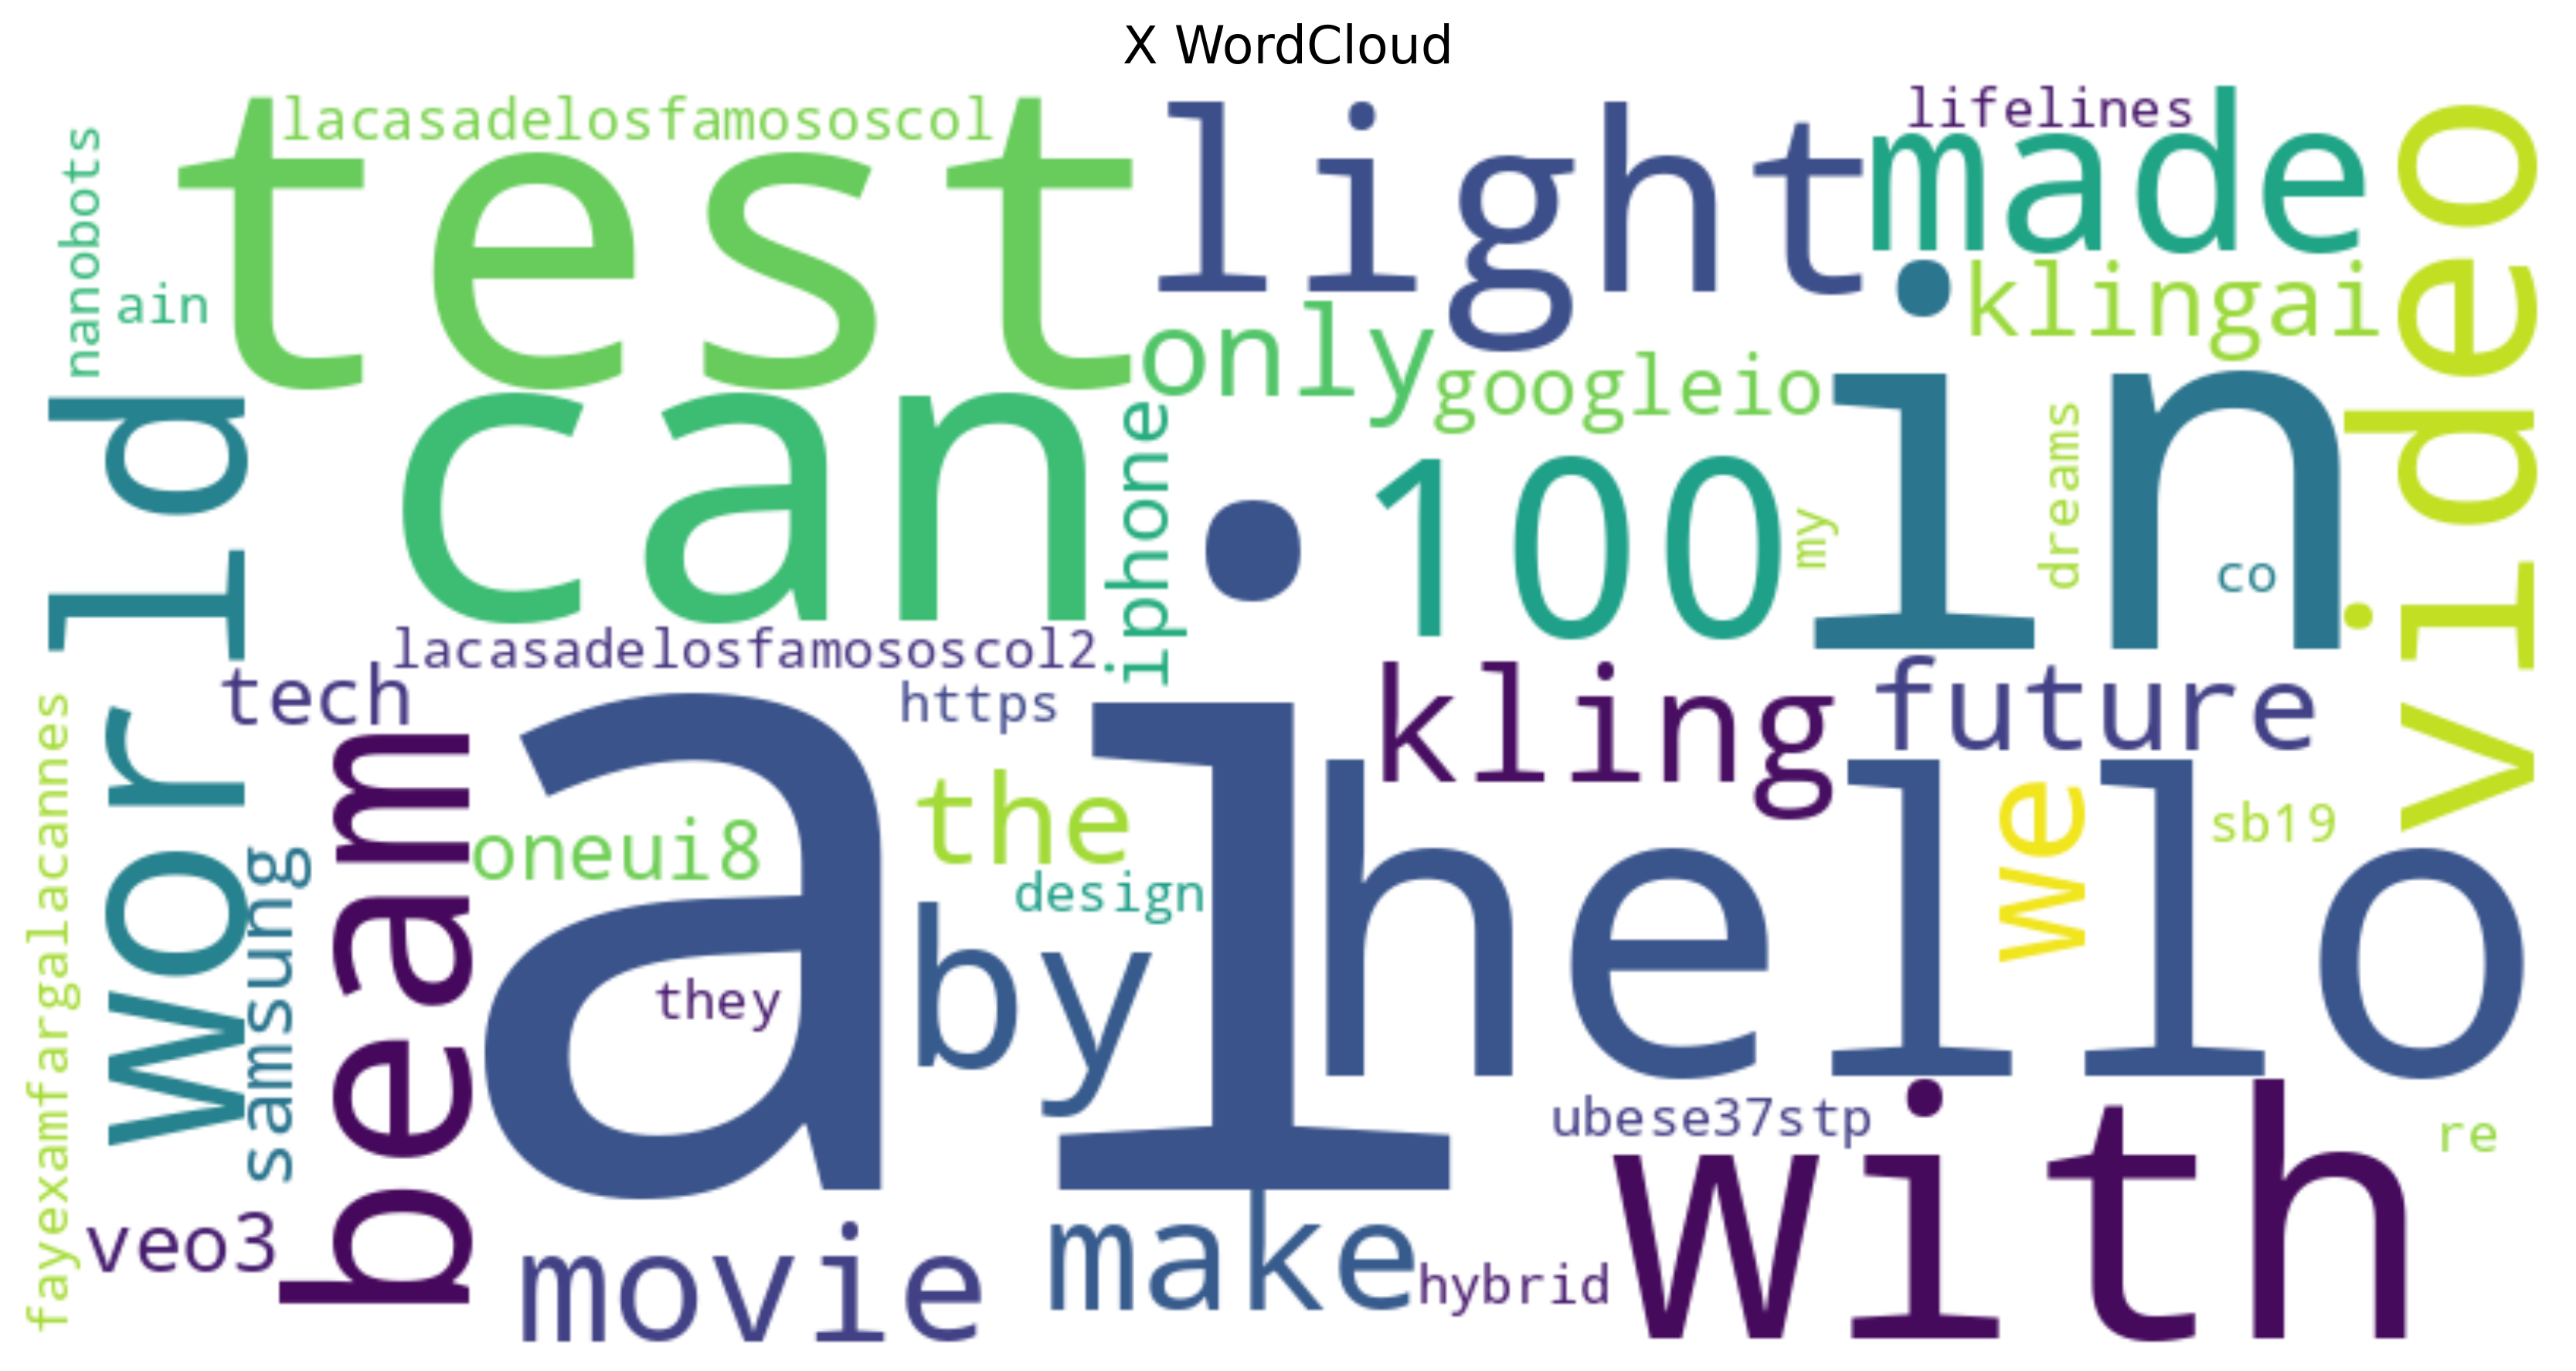 X WordCloud
lacasadelosfamososcol
test
light
lifelines
made
video
nanobots
ain
klingai
only
googleio
can
iphone
100
my
in
dreams
co
world
lacasadelosfamososcol2
tech
https
kling
future
ai
the
we
sb19
oneui8
design
hello
beam
samsung
by
they
fayexamfargalacannes
ubese37stp
re
with
veo3
movie
make
hybrid